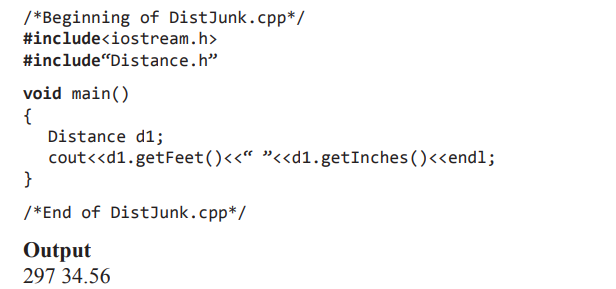 /*Beginning of DistJunk.cpp*/
#include<iostream.h>
#include“Distance.h”
void main()
{
Distance d1;
cout<<d1.getFeet()<<“ ”<<d1.getInches()<<endl;
}
/*End of DistJunk.cpp*/
Output
297 34.56